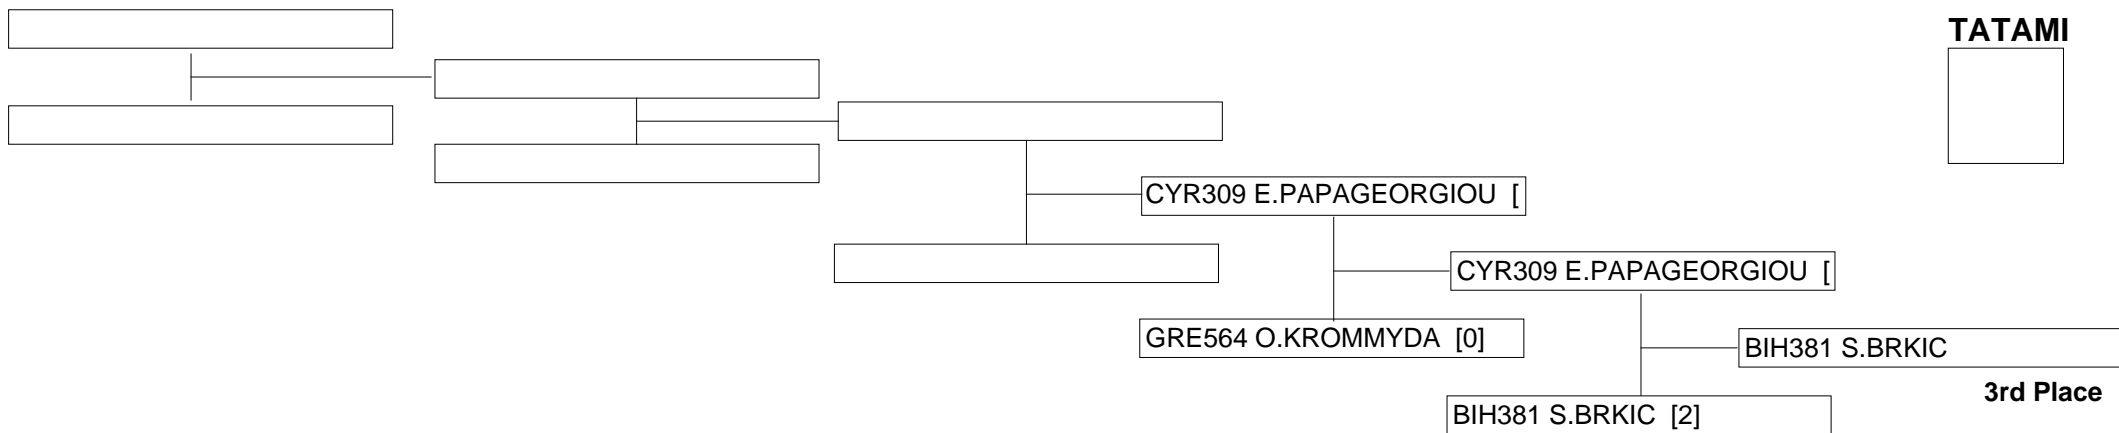 TATAMI
CYR309 E.PAPAGEORGIOU [
CYR309 E.PAPAGEORGIOU [
GRE564 O.KROMMYDA [0]
BIH381 S.BRKIC
3rd Place
BIH381 S.BRKIC [2]